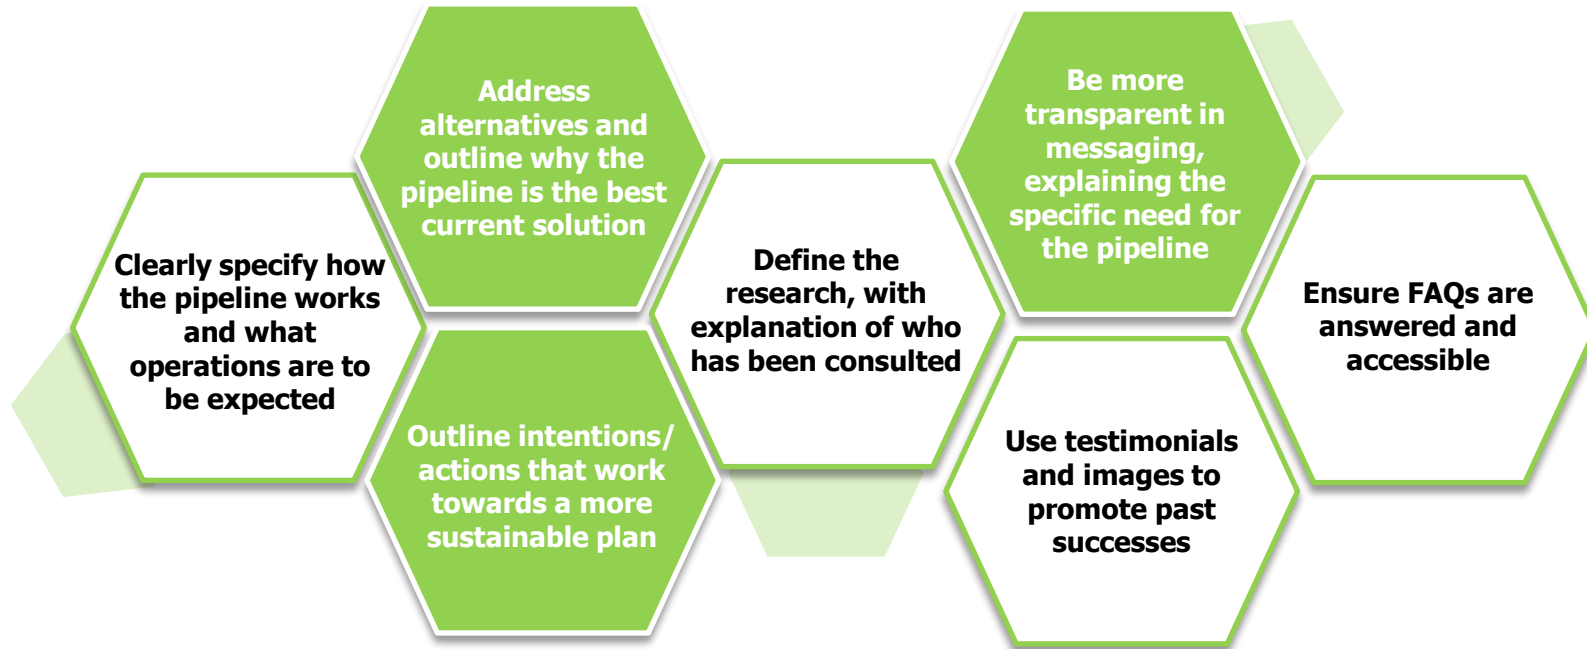 Clearly specify how
the pipeline works
and what
operations are to
be expected
Address
alternatives and
outline why the
pipeline is the best
current solution
Outline intentions/
actions that work
towards a more
sustainable plan
Define the
research, with
explanation of who
has been consulted
Be more
transparent in
messaging,
explaining the
specific need for
the pipeline
Use testimonials
and images to
promote past
successes
Ensure FAQs are
answered and
accessible